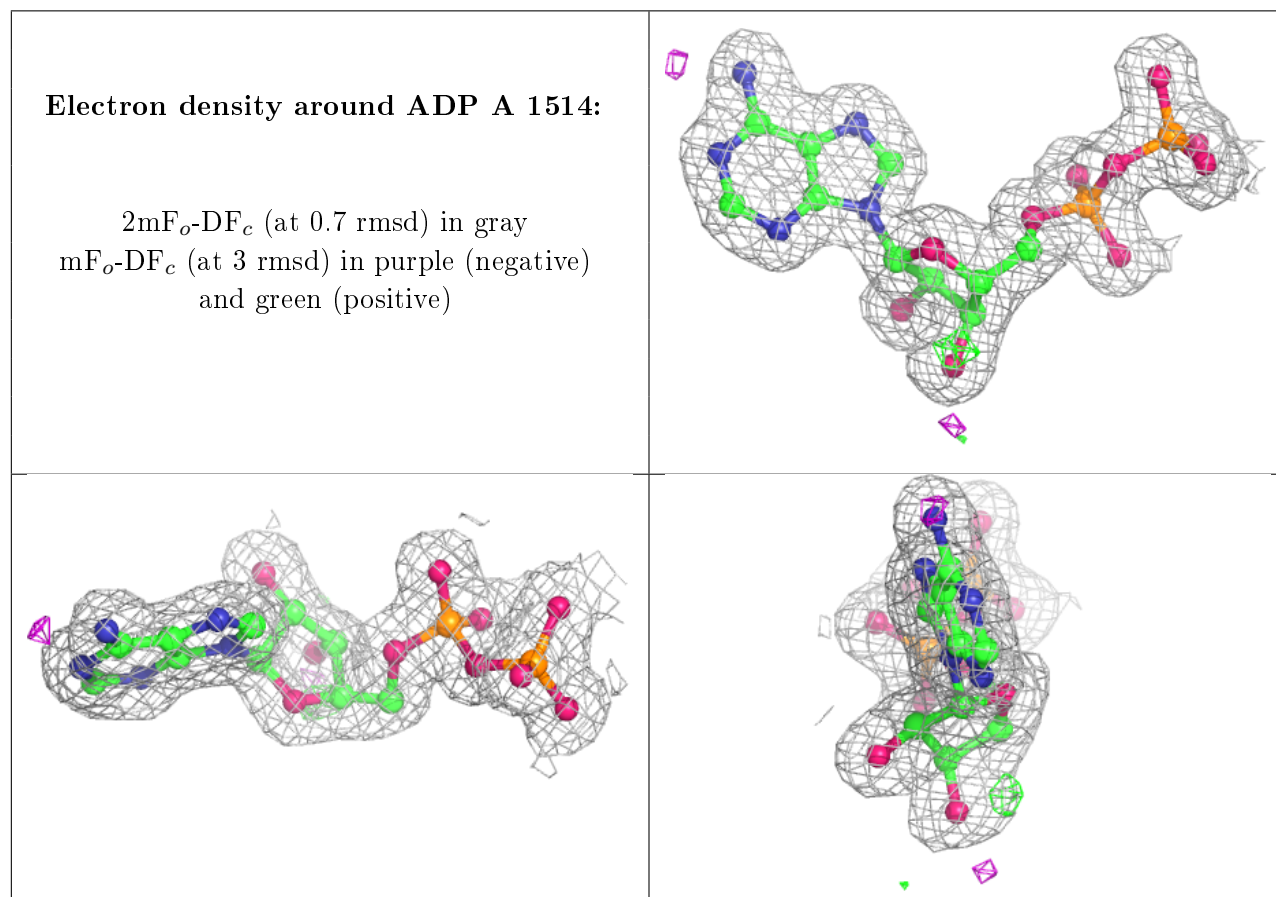 Electron density around ADP A 1514:
2mFo-DFc (at 0.7 rmsd) in gray
mFo-DFc (at 3 rmsd) in purple (negative)
and green (positive)